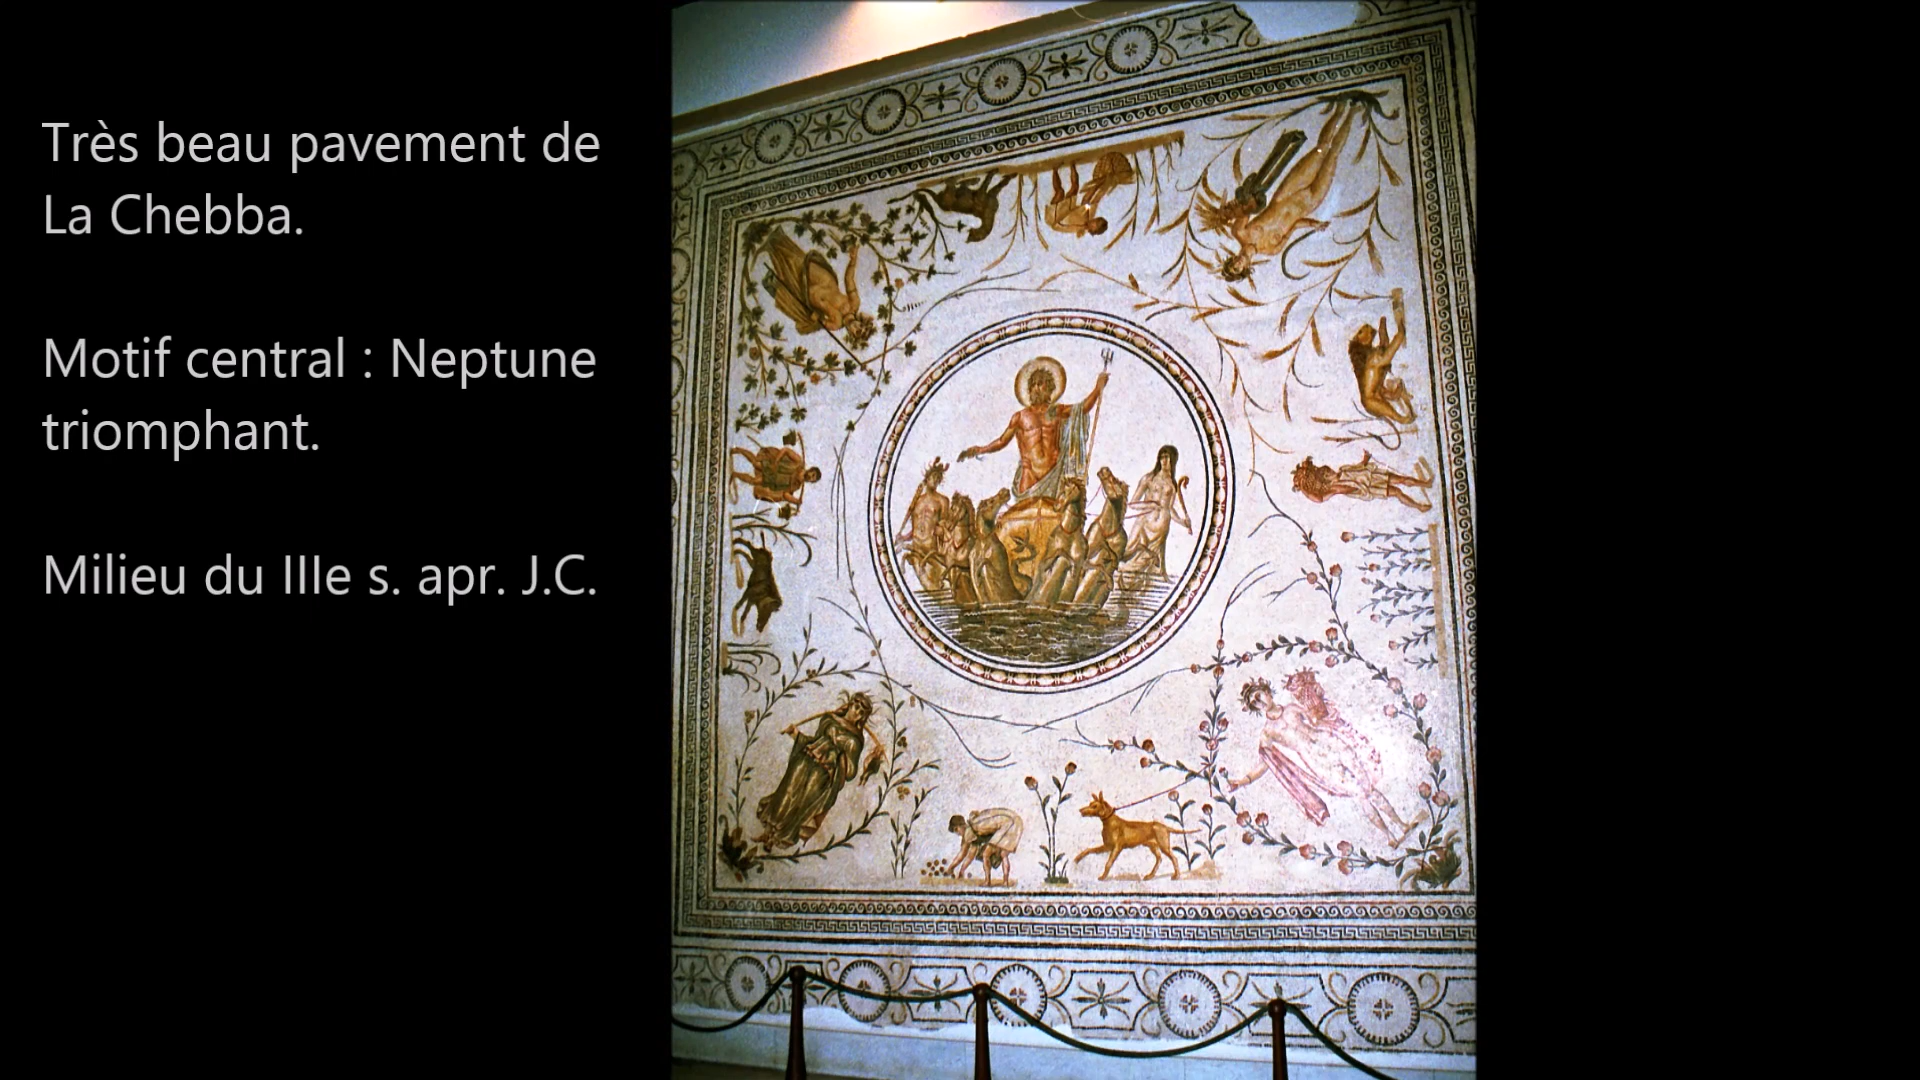 Très beau pavement de
La Chebba.
Motif central : Neptune
triomphant.
Milieu du IIIe s. apr. J.C.